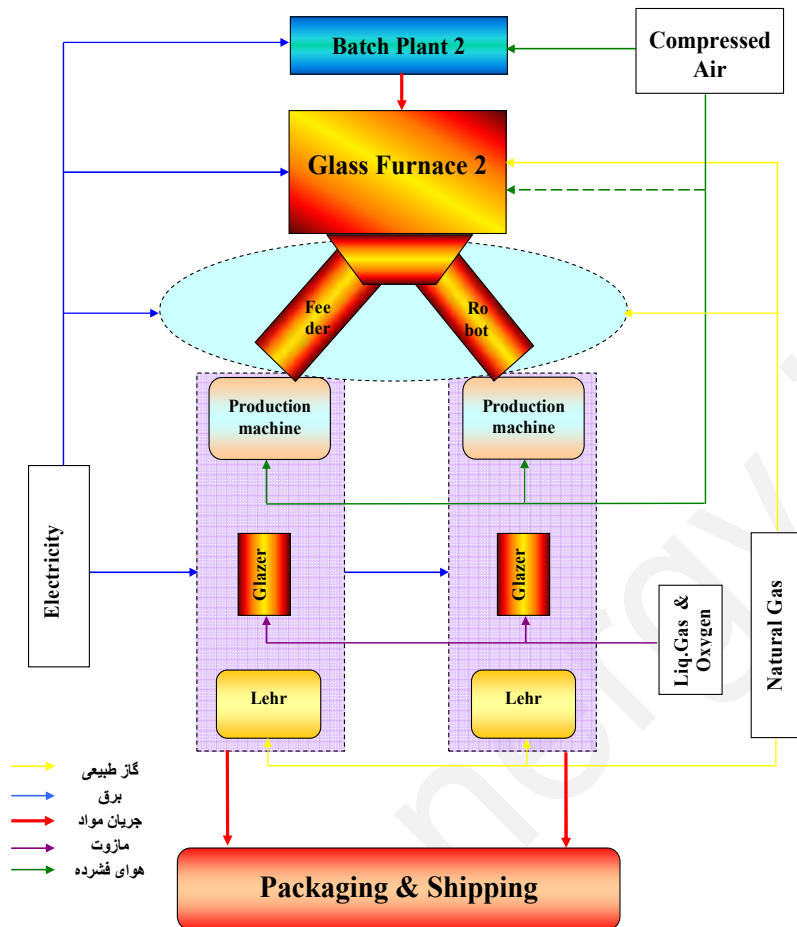 Batch Plant 2
Compressed
Air
Glass Furnace 2
Fee
der
Ro
bot
Production
machine
Production
machine
Electricity
Glazer
Glazer
Liq.Gas &
Oxygen
Natural Gas
Lehr
Lehr
گاز طبیعی
برق
جریان مواد
مازوت
هوای فشرده
Packaging & Shipping